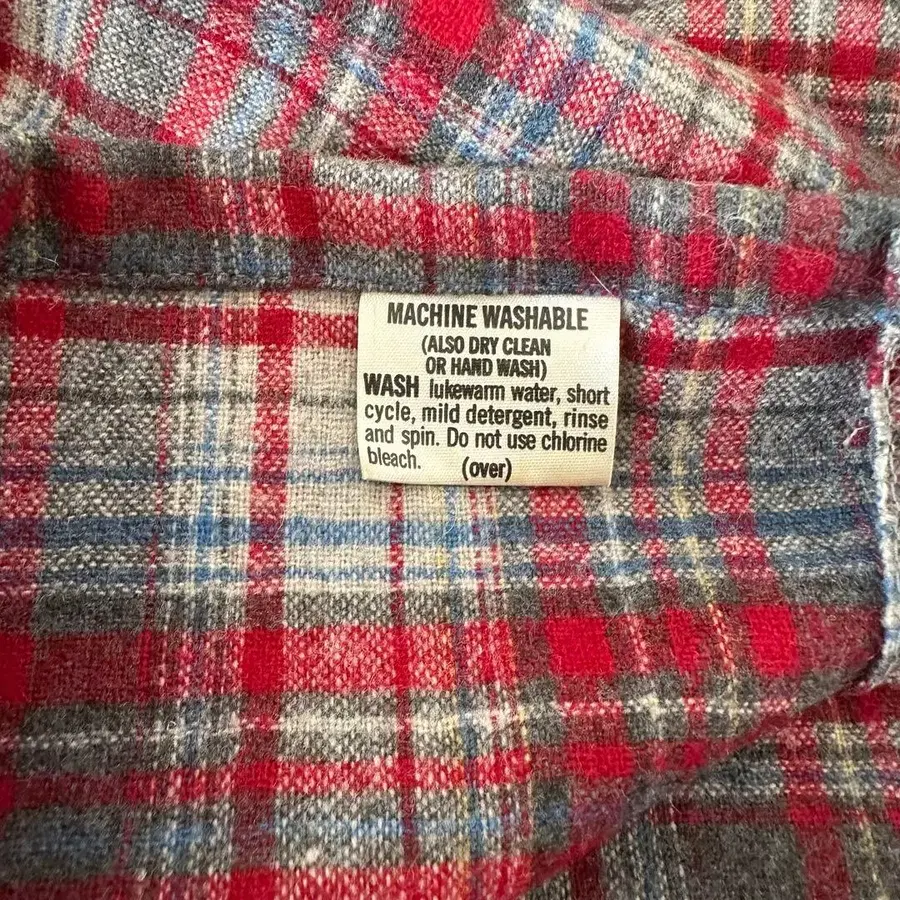 MACHINE WASHABLE
(ALSO DRY CLEAN
OR HAND WASH)
WASH lukewarm water, short
cycle, mild detergent, rinse
and spin. Do not use chlorine
bleach. (over)